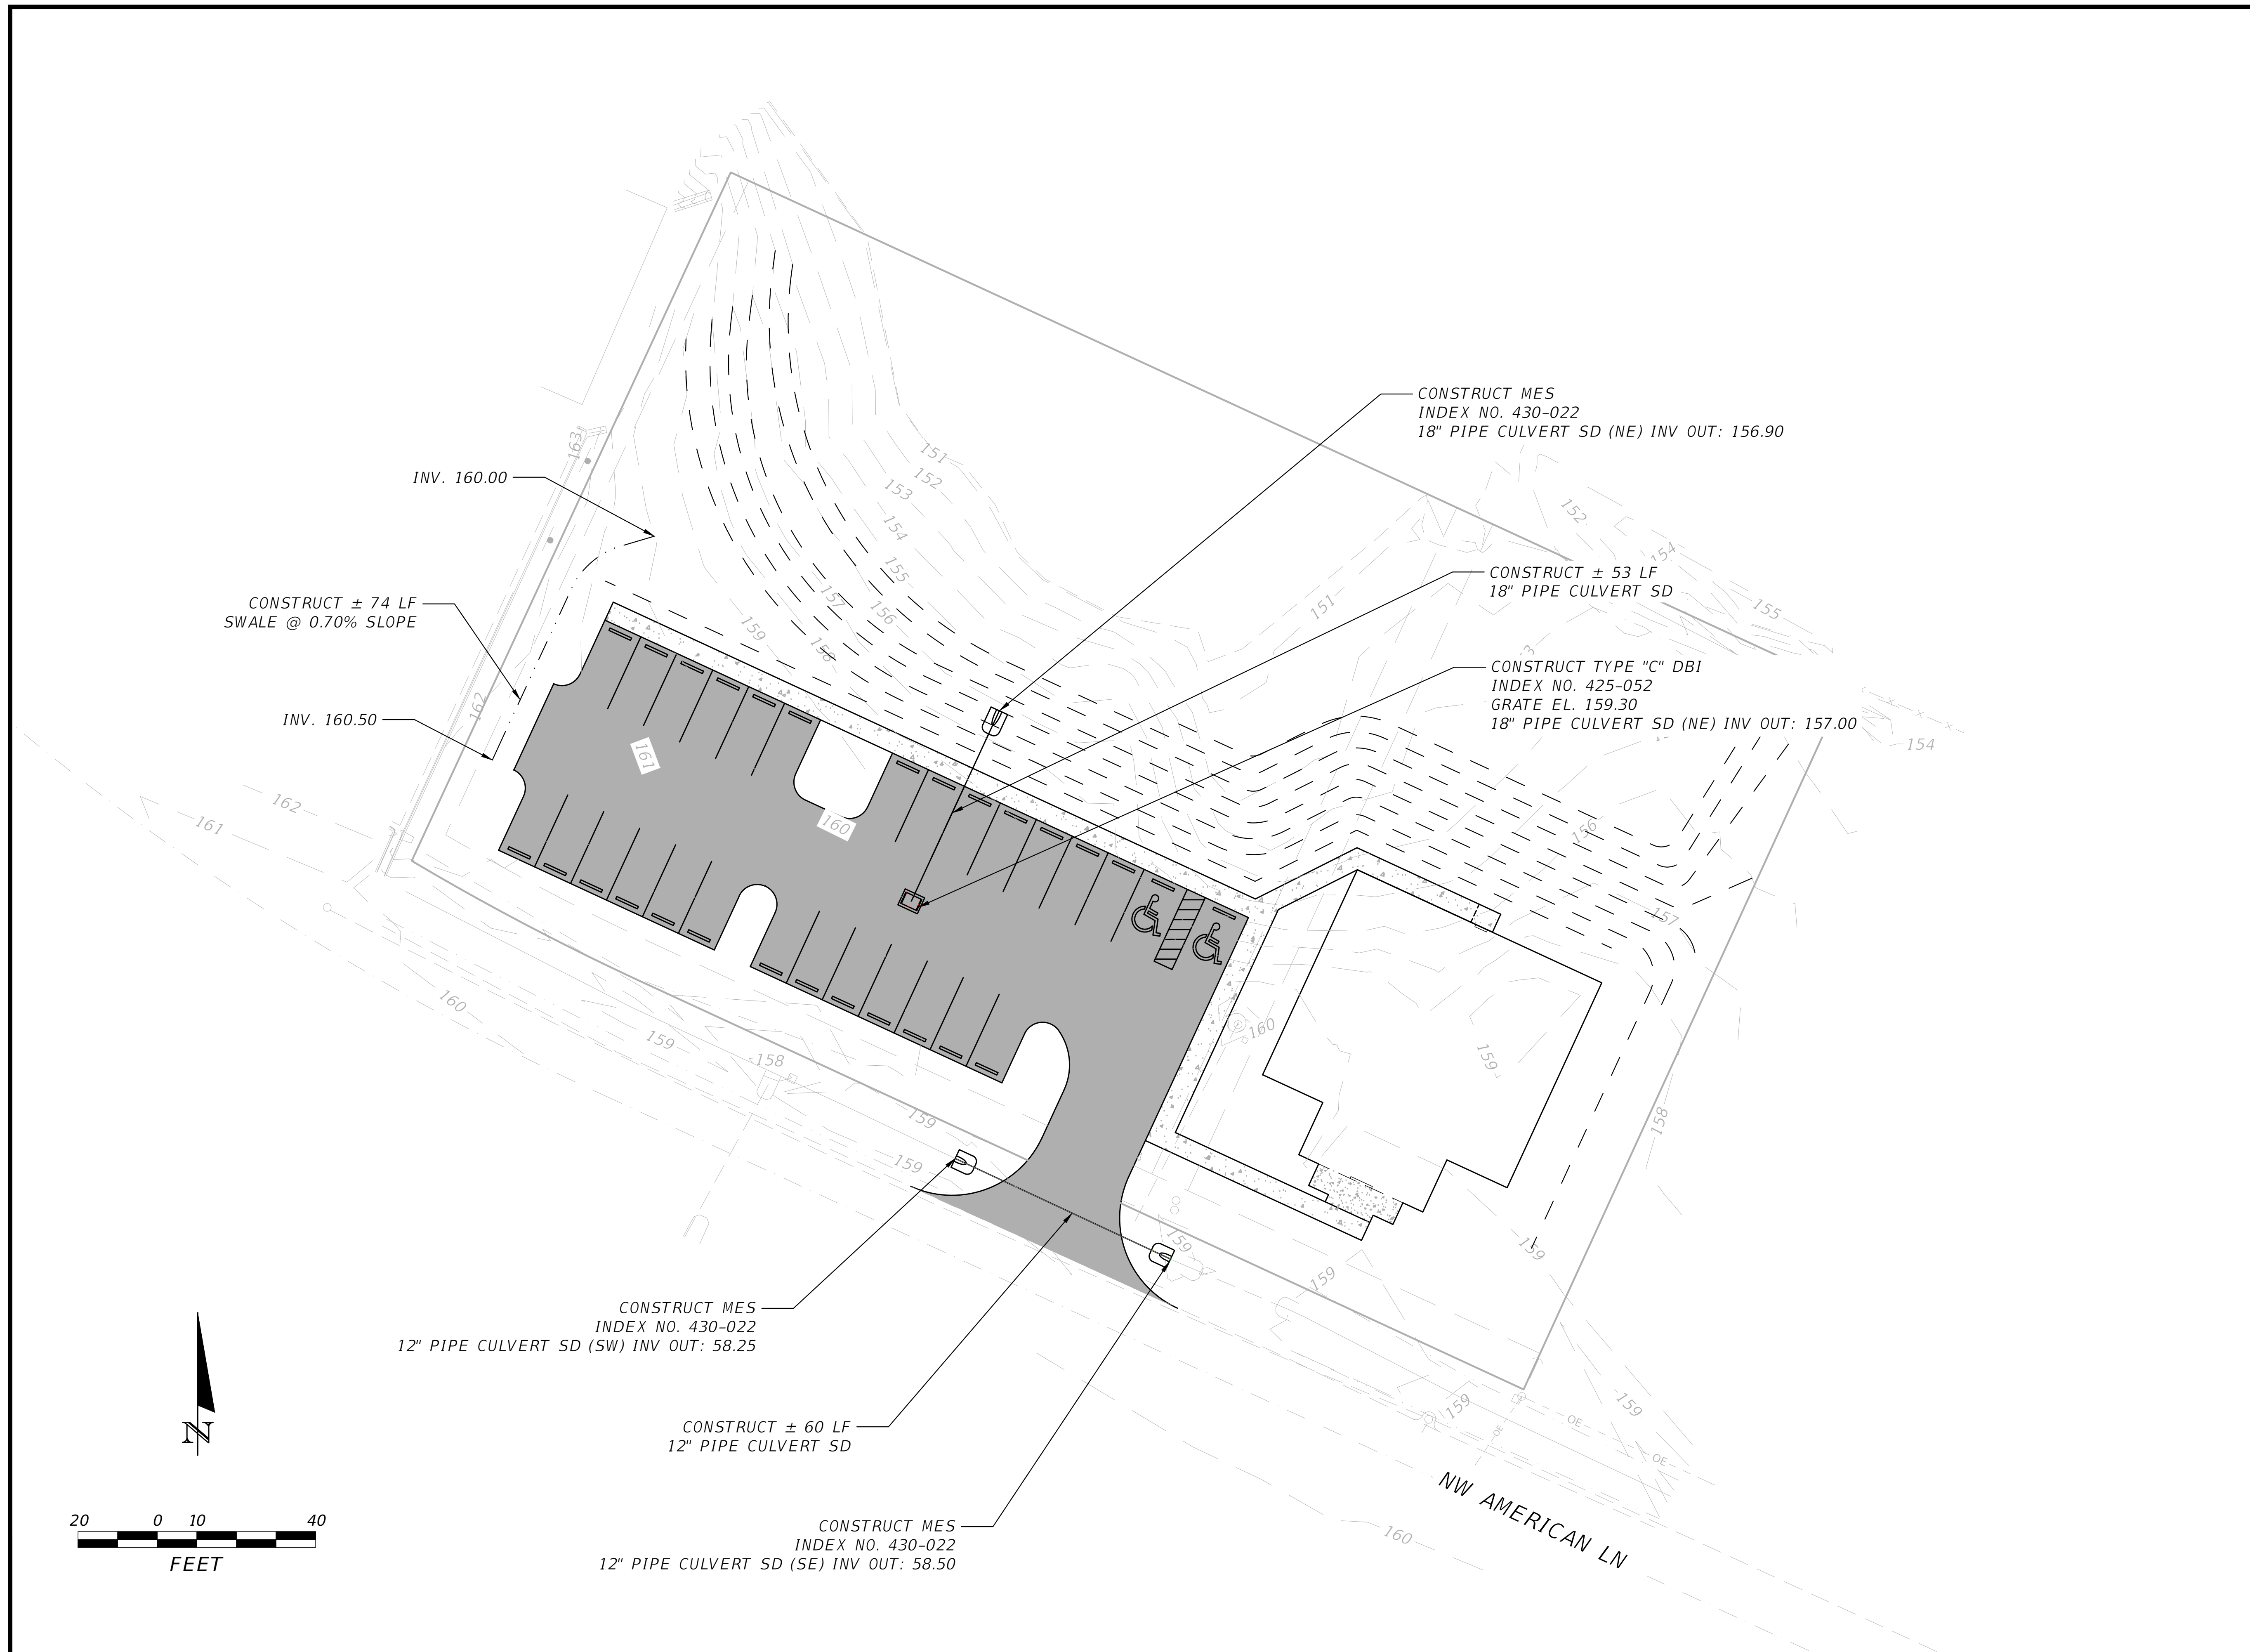 CONSTRUCT MES
INDEX NO. 430-022
18" PIPE CULVERT SD (NE) INV OUT: 156.90
CONSTRUCT ± 53 LF
18" PIPE CULVERT SD
CONSTRUCT TYPE "C" DBI
INDEX NO. 425-052
GRATE EL. 159.30
18" PIPE CULVERT SD (NE) INV OUT: 157.00
INV. 160.00
CONSTRUCT ± 74 LF
SWALE @ 0.70% SLOPE
INV. 160.50
163
162
161
160
162
161
160
159
158
159
159
151
152
153
154
155
156
157
158
159
151
152
154
155
154
156
157
158
160
159
159
159
159
159
159
160
OE
OE
OE
CONSTRUCT MES
INDEX NO. 430-022
12" PIPE CULVERT SD (SW) INV OUT: 58.25
CONSTRUCT ± 60 LF
12" PIPE CULVERT SD
CONSTRUCT MES
INDEX NO. 430-022
12" PIPE CULVERT SD (SE) INV OUT: 58.50
NW AMERICAN LN
N
20 0 10 40
FEET